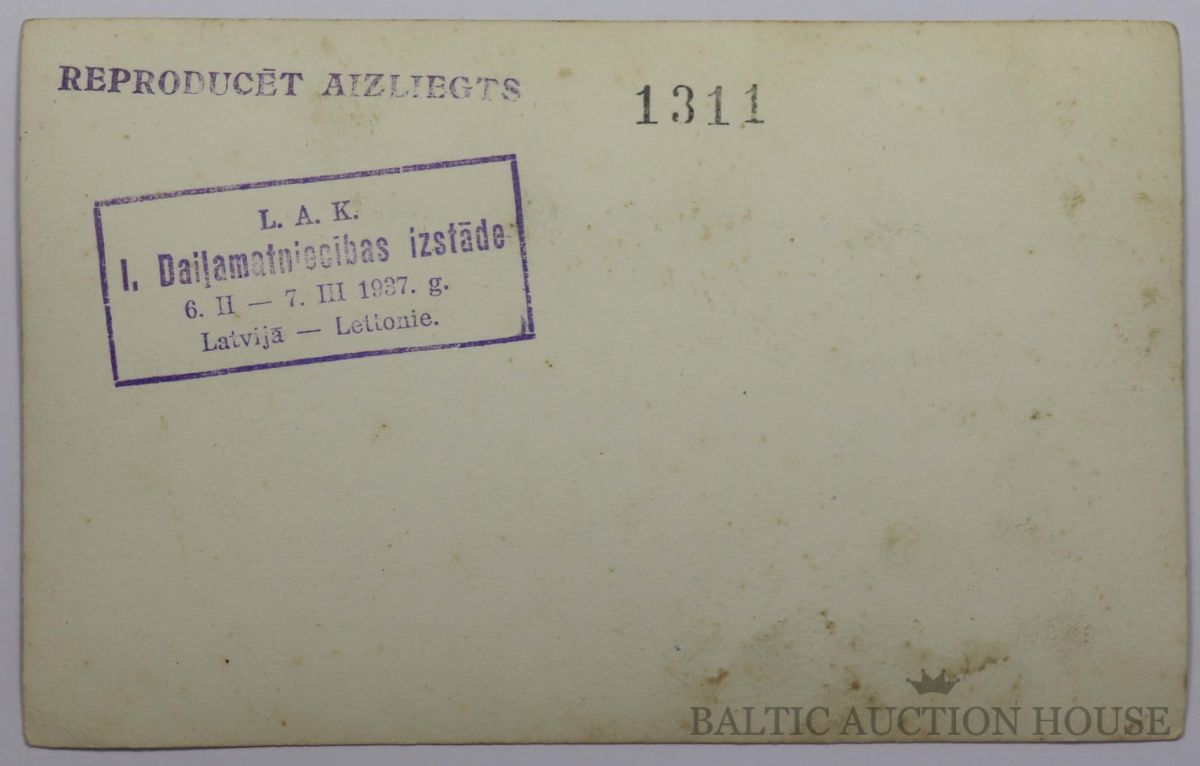 REPRODUCĒT AIZLIEGTS
1311
L. A. K.
I. Daiļamatniecības izstāde
6. II — 7. III 1937. g.
Latvijā — Lettonie.
BALTIC AUCTION HOUSE